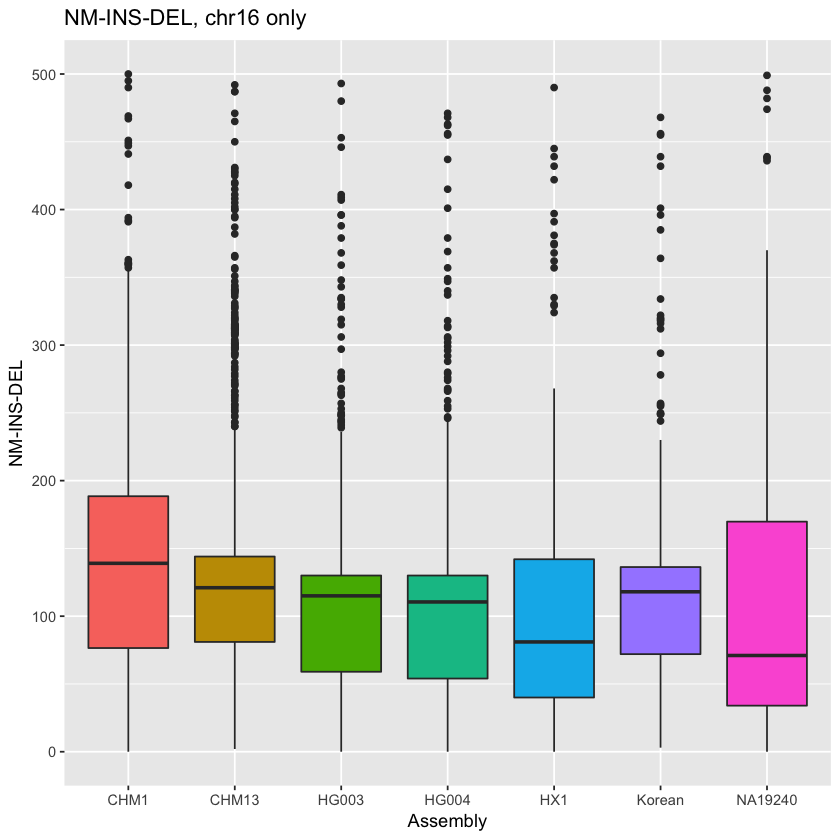 NM-INS-DEL, chr16 only
NM-INS-DEL
500
400
300
200
100
0
CHM1 CHM13 HG003 HG004 HX1 Korean NA19240
Assembly